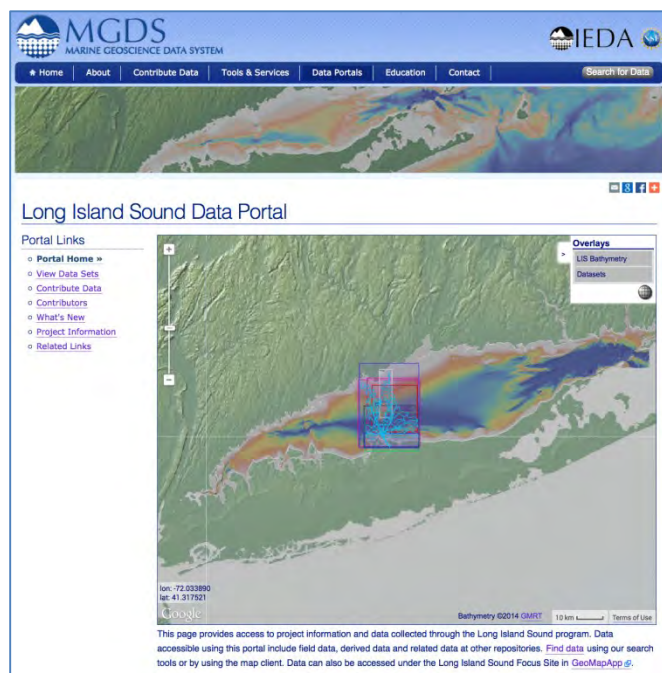 MGDS
MARINE GEOSCIENCE DATA SYSTEM
IEDA
Home About Contribute Data Tools & Services Data Portals Education Contact Search for Data
Long Island Sound Data Portal
Portal Links
Portal Home »
View Data Sets
Contribute Data
Contributors
What's New
Project Information
Related Links
Overlays
>
LIS Bathymetry
Datasets
+
−
lon: -72.033890
lat: 41.317521
Google
Bathymetry ©2014 GMRT 10 km Terms of Use
This page provides access to project information and data collected through the Long Island Sound program. Data
accessible using this portal include field data, derived data and related data at other repositories. Find data using our search
tools or by using the map client. Data can also be accessed under the Long Island Sound Focus Site in GeoMapApp.